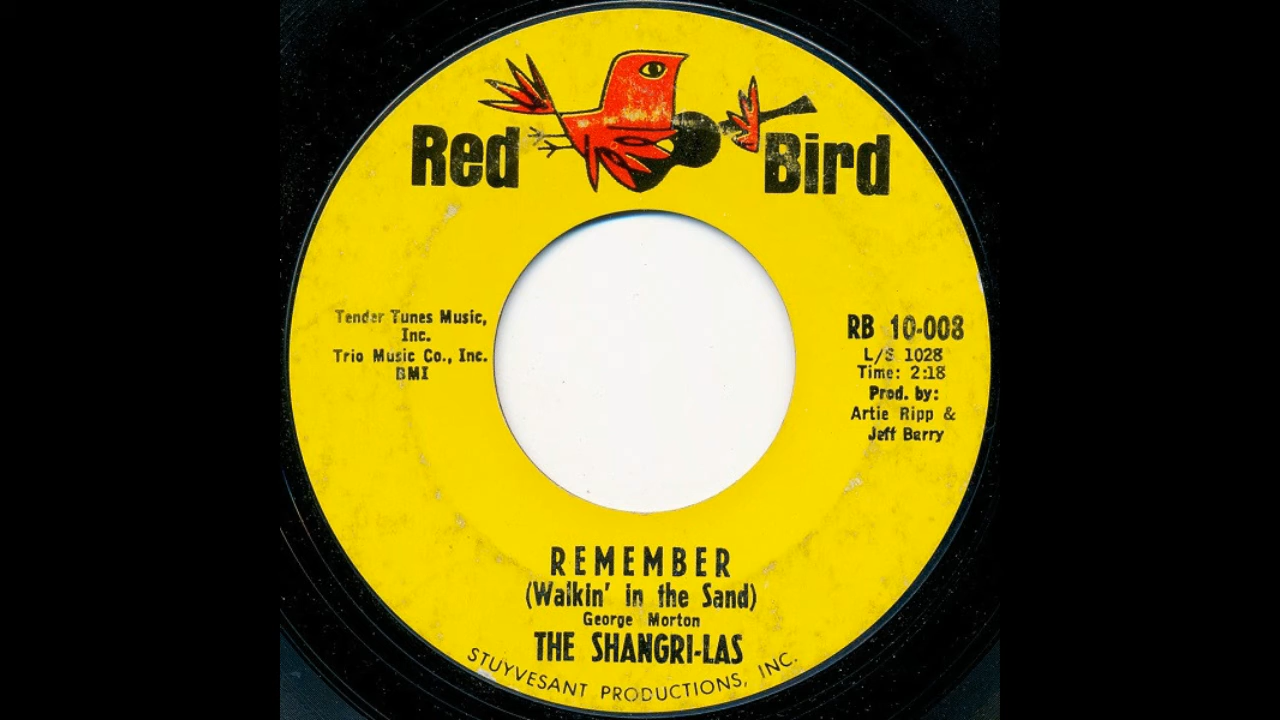 Red Bird
Tender Tunes Music,
Inc.
Trio Music Co., Inc.
BMI
RB 10-008
L/S 1028
Time: 2:18
Prod. by:
Artie Ripp &
Jeff Barry
REMEMBER
(Walkin' in the Sand)
George Morton
THE SHANGRI-LAS
STUYVESANT PRODUCTIONS, INC.